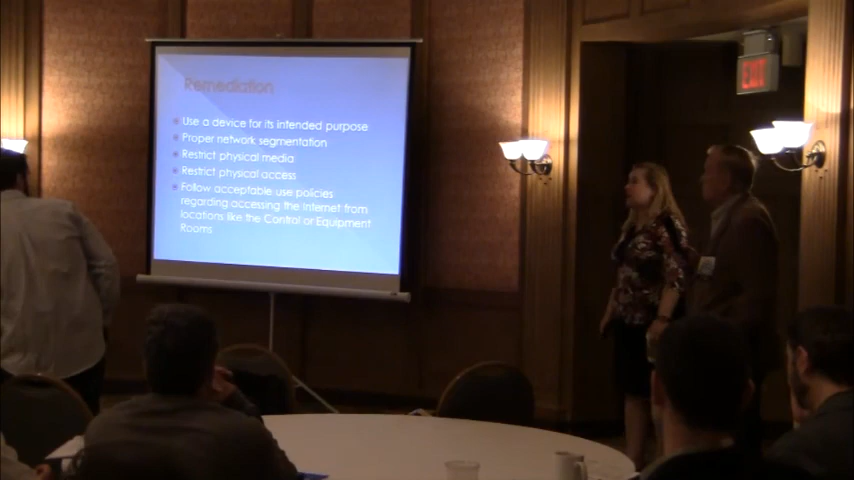 Remediation
Use a device for its intended purpose
Proper network segmentation
Restrict physical media
Restrict physical access
Follow acceptable use policies
regarding accessing the Internet from
locations like the Control or Equipment
Rooms
EXIT